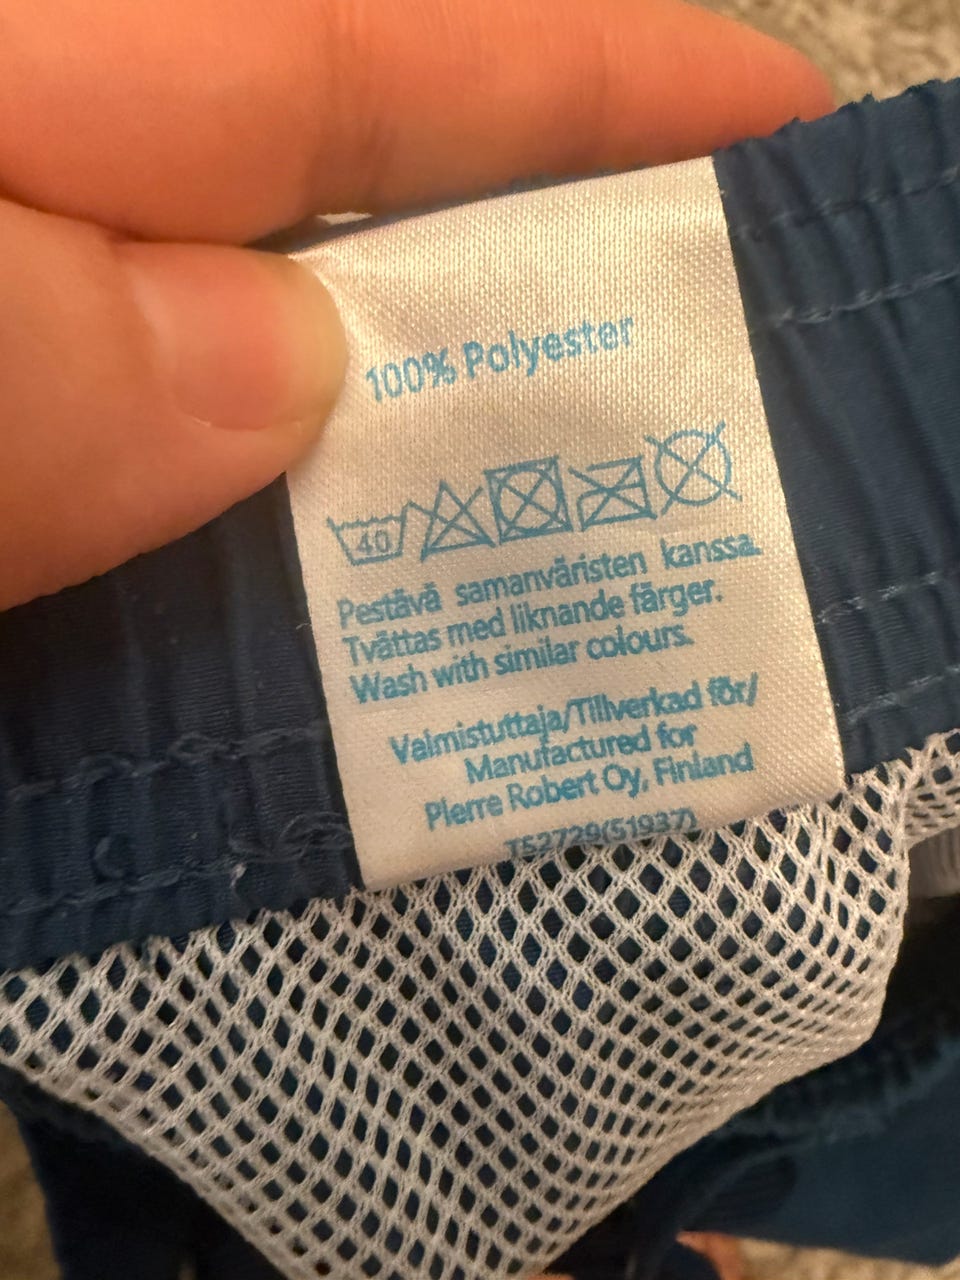 100% Polyester
40
Pestävä samanväristen kanssa.
Tvättas med liknande färger.
Wash with similar colours.
Valmistuttaja/Tillverkad för/
Manufactured for
Pierre Robert Oy, Finland
T52729(51937)